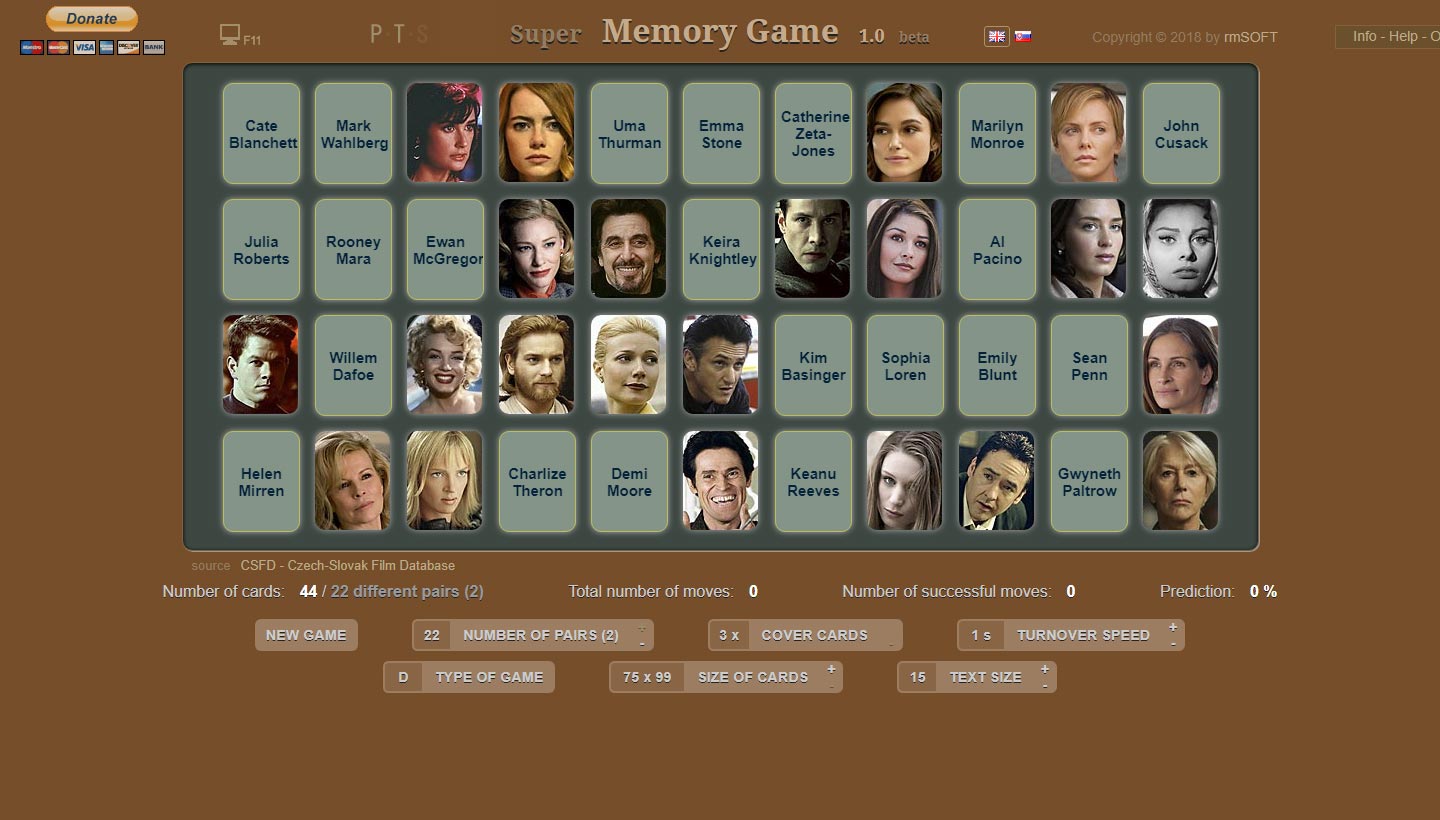 Donate
Maestro MasterCard VISA DISCOVER BANK
F11
P·T·S
Super Memory Game 1.0 beta
Copyright © 2018 by rmSOFT
Info - Help - O
Cate
Blanchett
Mark
Wahlberg
Uma
Thurman
Emma
Stone
Catherine
Zeta-
Jones
Marilyn
Monroe
John
Cusack
Julia
Roberts
Rooney
Mara
Ewan
McGregor
Keira
Knightley
Al
Pacino
Willem
Dafoe
Kim
Basinger
Sophia
Loren
Emily
Blunt
Sean
Penn
Helen
Mirren
Charlize
Theron
Demi
Moore
Keanu
Reeves
Gwyneth
Paltrow
source CSFD - Czech-Slovak Film Database
Number of cards: 44 / 22 different pairs (2) Total number of moves: 0 Number of successful moves: 0 Prediction: 0 %
NEW GAME 22 NUMBER OF PAIRS (2) + - 3 x COVER CARDS - 1 s TURNOVER SPEED + -
D TYPE OF GAME 75 x 99 SIZE OF CARDS + - 15 TEXT SIZE + -